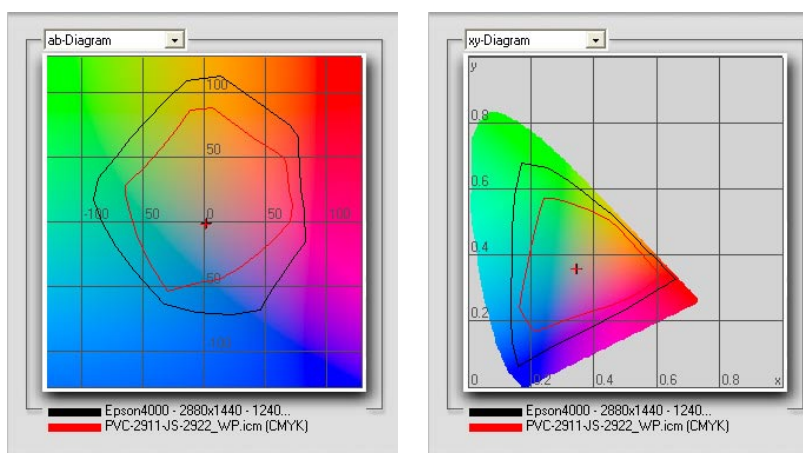 ab-Diagram
100
50
-100 50 0 50 100
50
-100
Epson4000 - 2880x1440 - 1240...
PVC-2911-JS-2922_WP.icm (CMYK)
xy-Diagram
y
0.8
0.6
0.4
0.2
0 0.2 0.4 0.6 0.8 x
Epson4000 - 2880x1440 - 1240...
PVC-2911-JS-2922_WP.icm (CMYK)